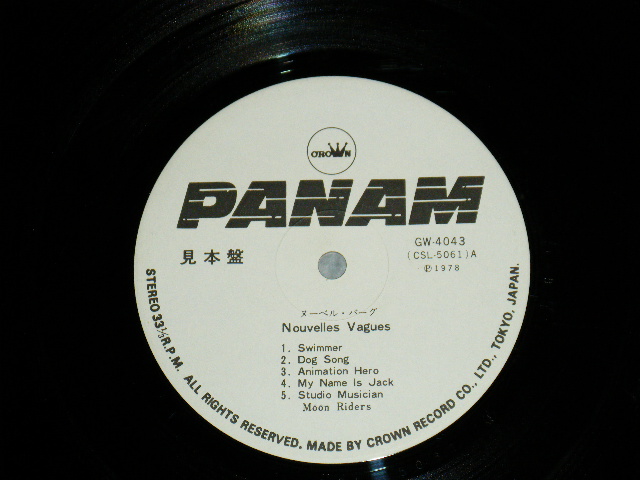 CROWN
PANAM
見本盤
GW-4043
(CSL-5061)A
℗1978
ヌーベル・バーグ
Nouvelles Vagues
1. Swimmer
2. Dog Song
3. Animation Hero
4. My Name Is Jack
5. Studio Musician
Moon Riders
STEREO 33⅓ R.P.M. ALL RIGHTS RESERVED. MADE BY CROWN RECORD CO., LTD., TOKYO, JAPAN.